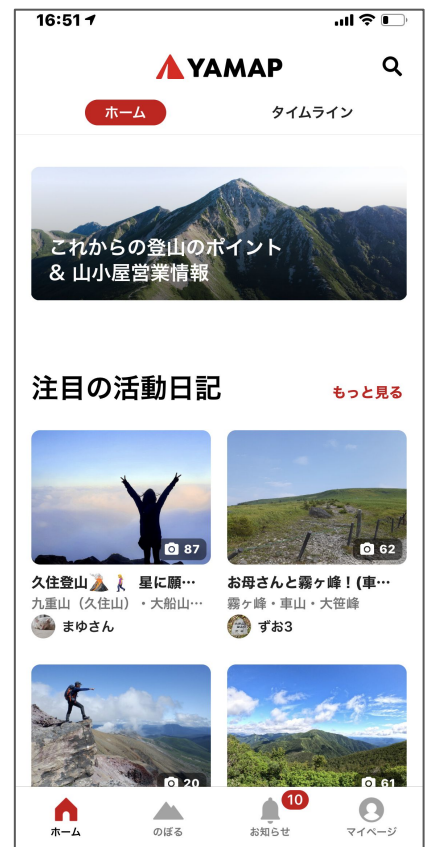 16:51
YAMAP
ホーム
タイムライン
これからの登山のポイント
& 山小屋営業情報
注目の活動日記
もっと見る
87
62
久住登山🌋🧗‍♀️ 星に願…
お母さんと霧ヶ峰！(車…
九重山（久住山）・大船山…
霧ヶ峰・車山・大笹峰
まゆさん
ずお3
20
61
10
ホーム
のぼる
お知らせ
マイページ